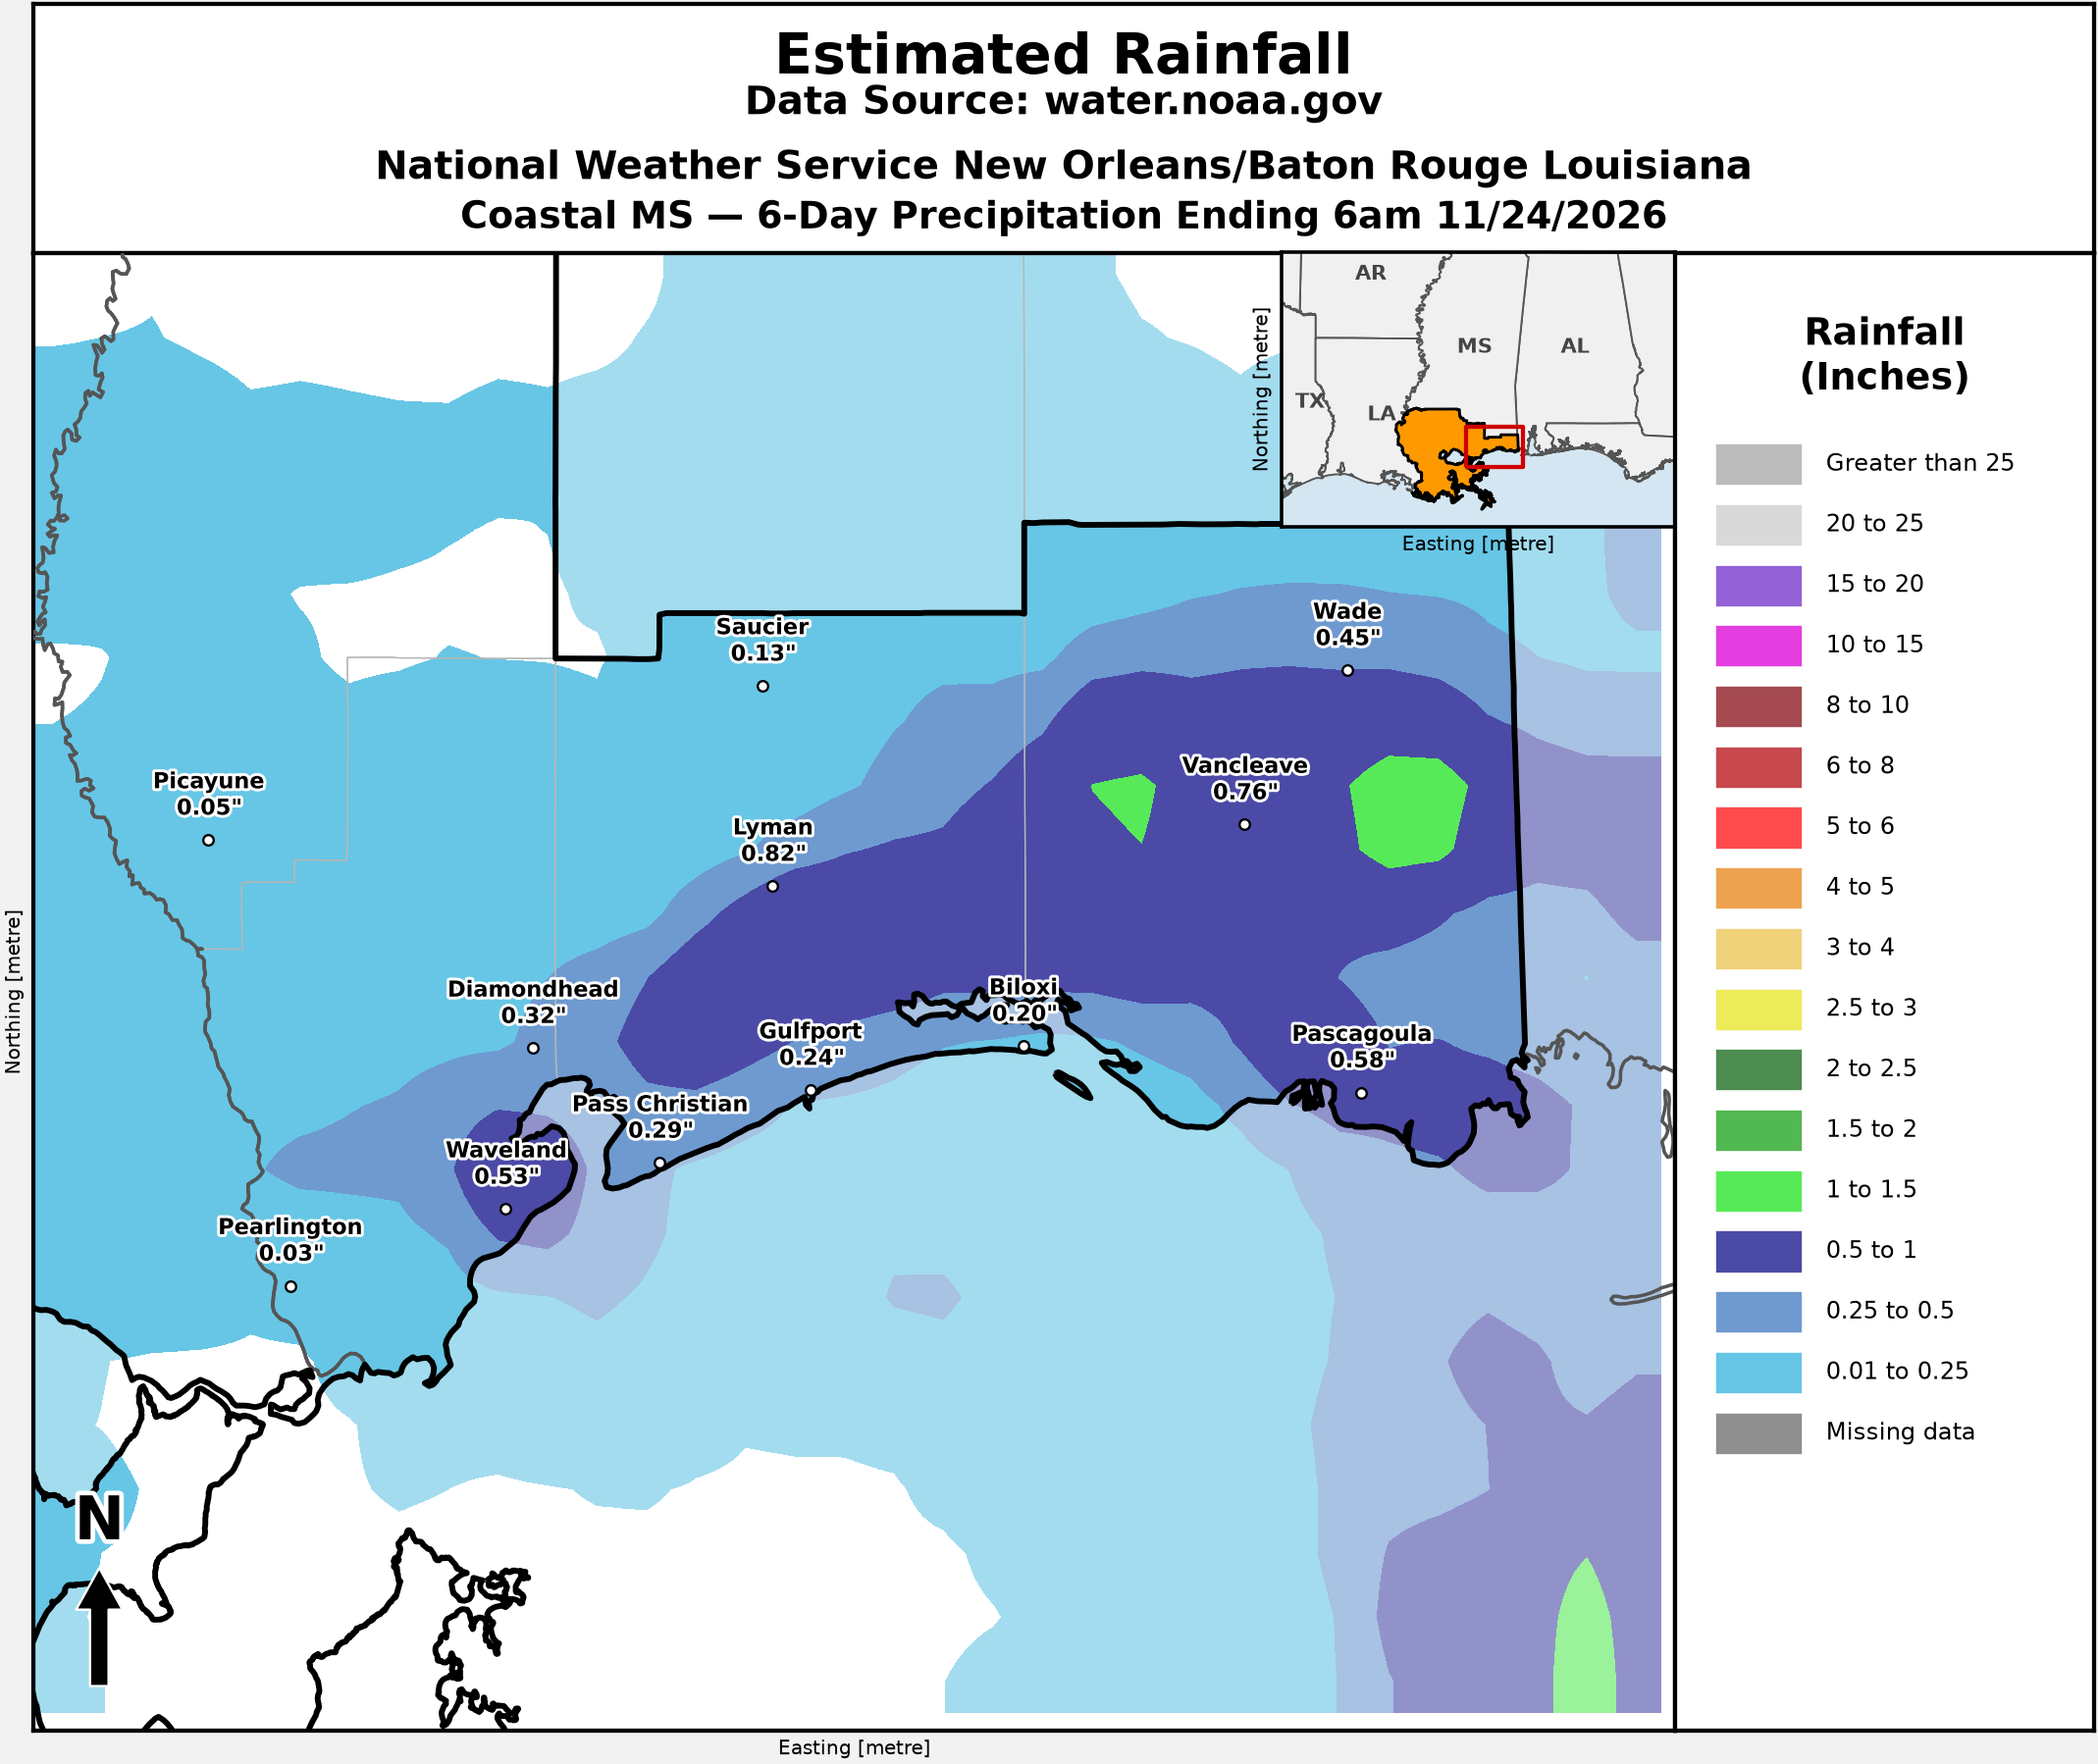 Estimated Rainfall
Data Source: water.noaa.gov
National Weather Service New Orleans/Baton Rouge Louisiana
Coastal MS — 6-Day Precipitation Ending 6am 11/24/2026
AR
MS
AL
TX
LA
Northing [metre]
Easting [metre]
Rainfall
(Inches)
Greater than 25
20 to 25
15 to 20
10 to 15
8 to 10
6 to 8
5 to 6
4 to 5
3 to 4
2.5 to 3
2 to 2.5
1.5 to 2
1 to 1.5
0.5 to 1
0.25 to 0.5
0.01 to 0.25
Missing data
Wade
0.45"
Saucier
0.13"
Vancleave
0.76"
Picayune
0.05"
Lyman
0.82"
Diamondhead
0.32"
Biloxi
0.20"
Gulfport
0.24"
Pascagoula
0.58"
Pass Christian
0.29"
Waveland
0.53"
Pearlington
0.03"
N
Northing [metre]
Easting [metre]